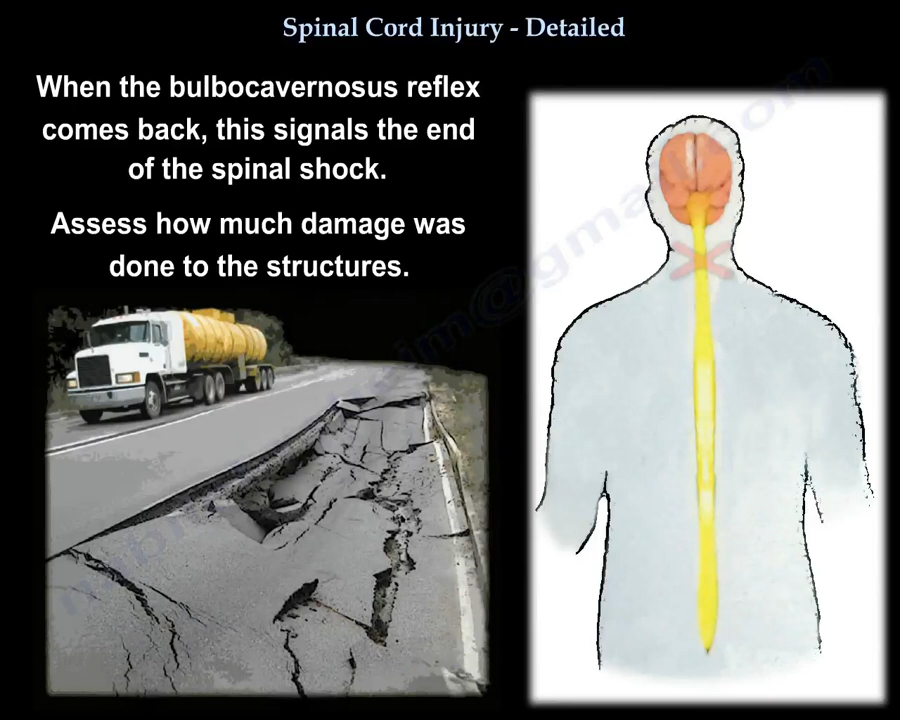 Spinal Cord Injury - Detailed
When the bulbocavernosus reflex
comes back, this signals the end
of the spinal shock.
Assess how much damage was
done to the structures.